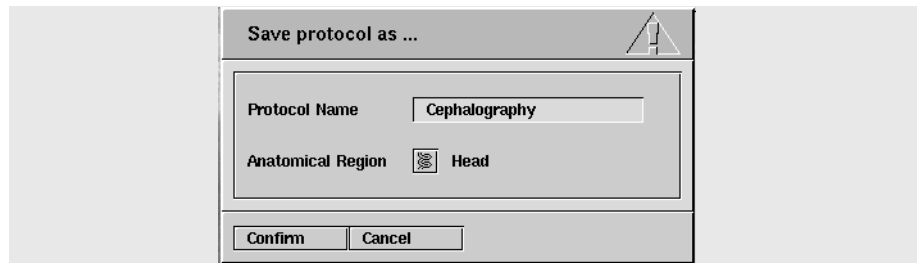 Save protocol as ...
Protocol Name Cephalography
Anatomical Region Head
Confirm Cancel